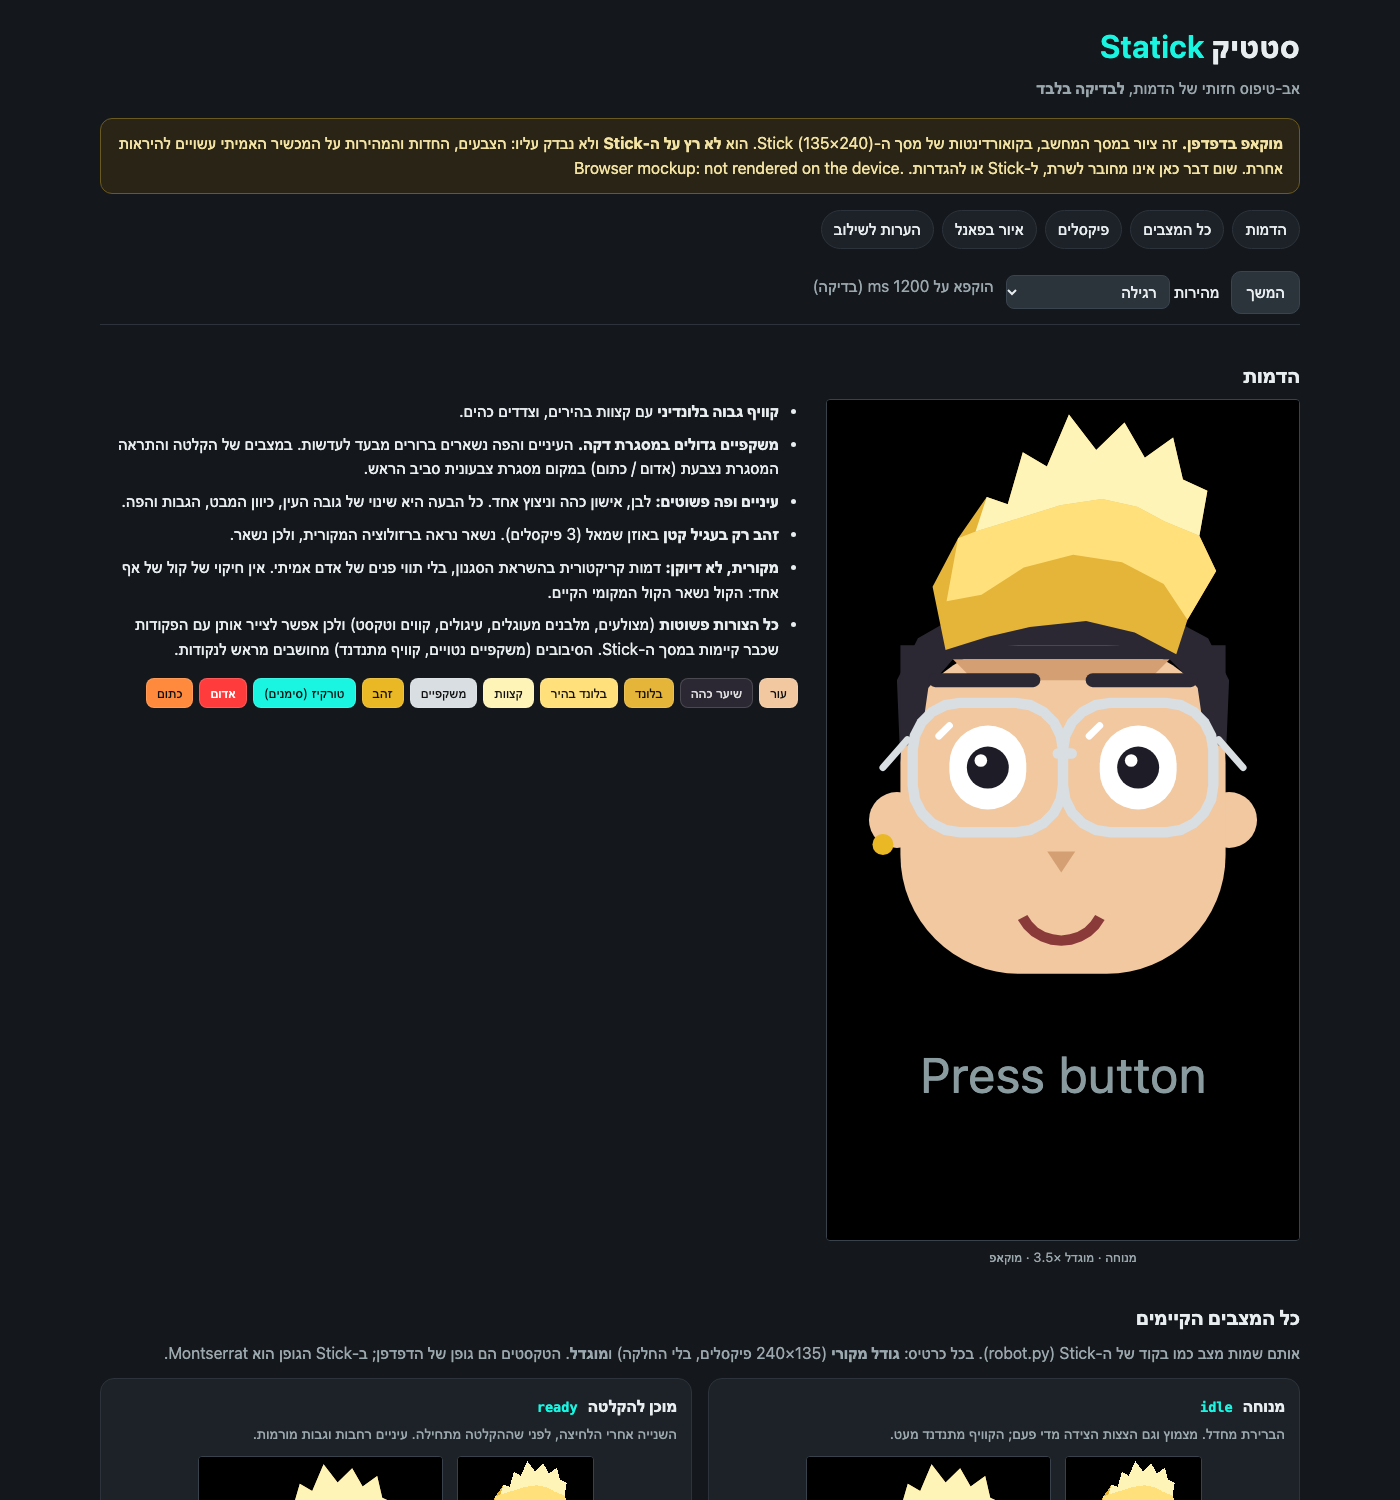 סטטיק Statick
אב-טיפוס חזותי של הדמות, לבדיקה בלבד
מוקאפ בדפדפן. זה ציור במסך המחשב, בקואורדינטות של מסך ה-Stick (135×240). הוא לא רץ על ה-Stick ולא נבדק עליו: הצבעים, החדות והמהירות על המכשיר האמיתי עשויים להיראות
אחרת. שום דבר כאן אינו מחובר לשרת, ל-Stick או להגדרות. Browser mockup: not rendered on the device.
הדמות
כל המצבים
פיקסלים
איור בפאנל
הערות לשילוב
המשך
מהירות
רגילה
הוקפא על 1200 ms (בדיקה)
הדמות
קוויף גבוה בלונדיני עם קצוות בהירים, וצדדים כהים.
משקפיים גדולים במסגרת דקה. העיניים והפה נשארים ברורים מבעד לעדשות. במצבים של הקלטה והתראה
המסגרת נצבעת (אדום / כתום) במקום מסגרת צבעונית סביב הראש.
עיניים ופה פשוטים: לבן, אישון כהה וניצוץ אחד. כל הבעה היא שינוי של גובה העין, כיוון המבט, הגבות והפה.
זהב רק בעגיל קטן באוזן שמאל (3 פיקסלים). נשאר נראה ברזולוציה המקורית, ולכן נשאר.
מקורית, לא דיוקן: דמות קריקטורית בהשראת הסגנון, בלי תווי פנים של אדם אמיתי. אין חיקוי של קול של אף
אחד: הקול נשאר הקול המקומי הקיים.
כל הצורות פשוטות (מצולעים, מלבנים מעוגלים, עיגולים, קווים וטקסט) ולכן אפשר לצייר אותן עם הפקודות
שכבר קיימות במסך ה-Stick. הסיבובים (משקפיים נטויים, קוויף מתנדנד) מחושבים מראש לנקודות.
עור
שיער כהה
בלונד
בלונד בהיר
קצוות
משקפיים
זהב
טורקיז (סימנים)
אדום
כתום
Press button
מנוחה · מוגדל ×3.5 · מוקאפ
כל המצבים הקיימים
אותם שמות מצב כמו בקוד של ה-Stick (robot.py). בכל כרטיס: גודל מקורי (135×240 פיקסלים, בלי החלקה) ומוגדל. הטקסטים הם גופן של הדפדפן; ב-Stick הגופן הוא Montserrat.
מנוחה idle
הברירת מחדל. מצמוץ וגם הצצות הצידה מדי פעם; הקוויף מתנדנד מעט.
מוכן להקלטה ready
השנייה אחרי הלחיצה, לפני שההקלטה מתחילה. עיניים רחבות וגבות מורמות.